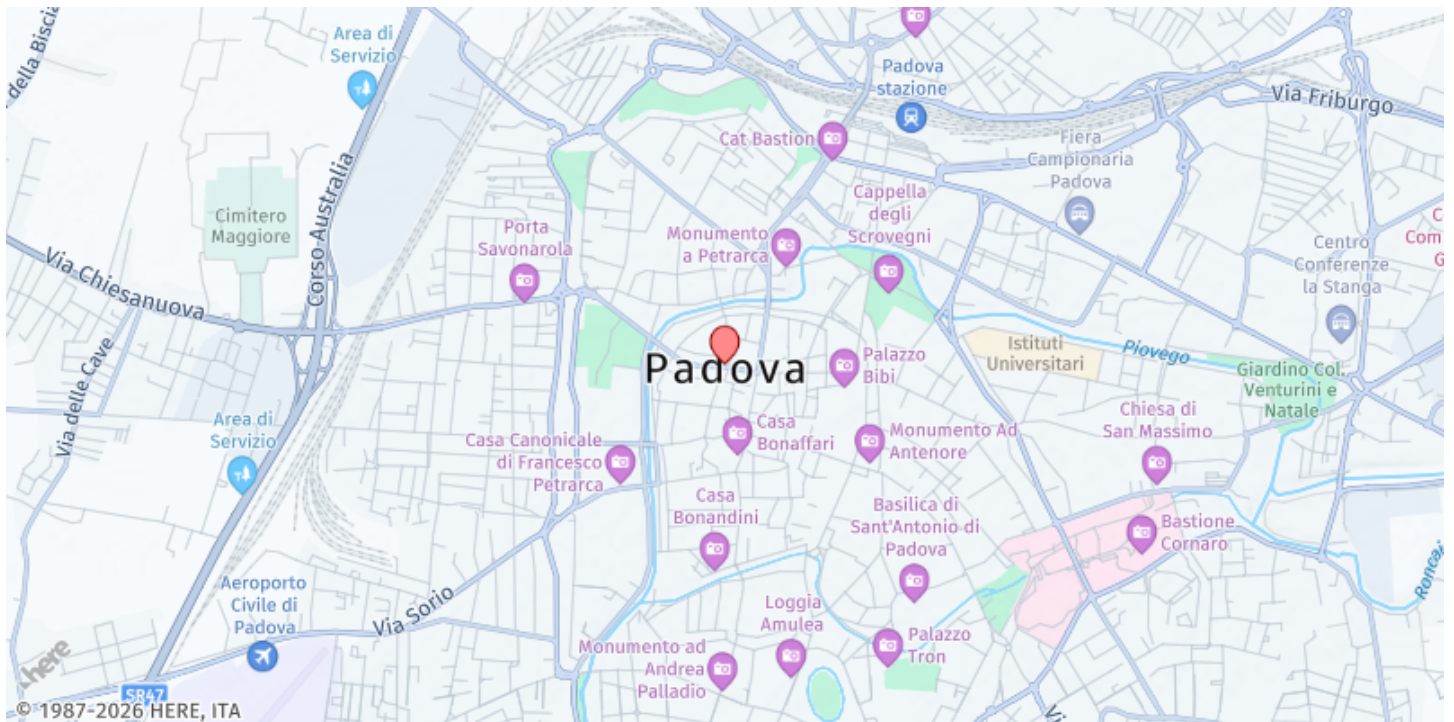 della Biscia
Area di
Servizio
Padova
stazione
Via Friburgo
Cat Bastion
Fiera
Campionaria
Padova
Cappella
degli
Scrovegni
Cimitero
Maggiore
Corso Australia
Porta
Savonarola
Monumento
a Petrarca
Centro
Conferenze
la Stanga
C
Com
G
Via Chiesanuova
Istituti
Universitari
Piovego
Padova
Palazzo
Bibi
Giardino Col.
Venturini e
Natale
Via delle Cave
Area di
Servizio
Casa Canonicale
di Francesco
Petrarca
Casa
Bonaffari
Monumento Ad
Antenore
Chiesa di
San Massimo
Casa
Bonandini
Basilica di
Sant'Antonio di
Padova
Bastione
Cornaro
Aeroporto
Civile di
Padova
Via Sorio
Loggia
Amulea
Monumento ad
Andrea
Palladio
Palazzo
Tron
here
SR47
© 1987-2026 HERE, ITA